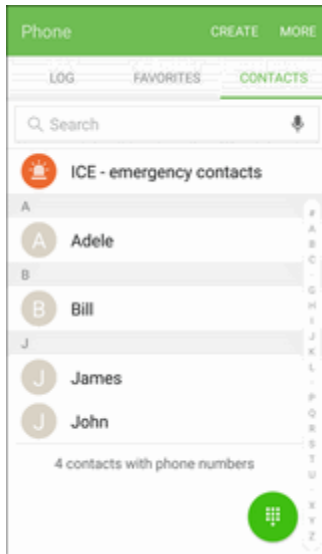 Phone CREATE MORE
LOG FAVORITES CONTACTS
Search
ICE - emergency contacts
A
A Adele
B
B Bill
J
J James
J John
4 contacts with phone numbers
#
A
B
C
G
H
I
J
K
L
P
Q
R
S
T
U
X
Y
Z